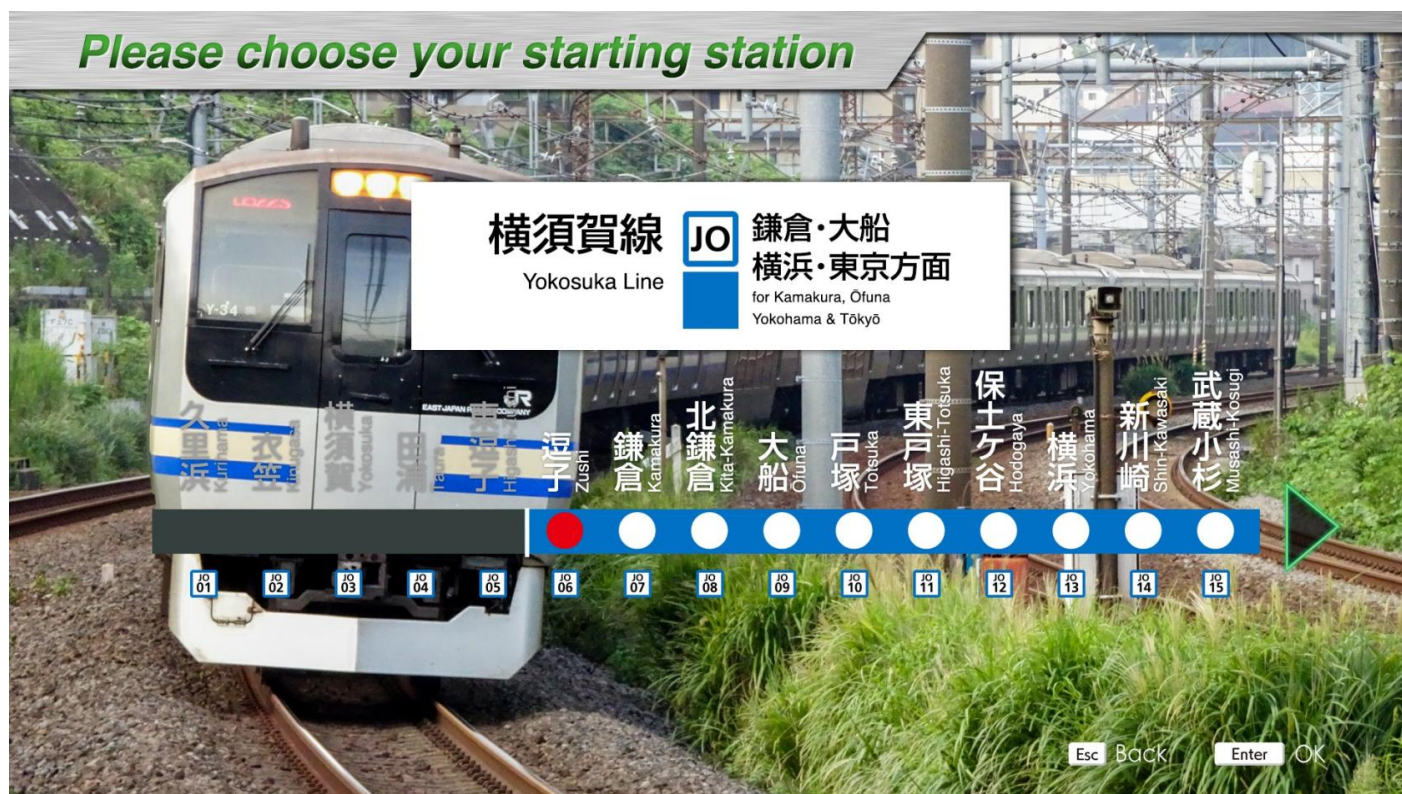 Please choose your starting station
横須賀線
Yokosuka Line
JO
鎌倉・大船
横浜・東京方面
for Kamakura, Ōfuna
Yokohama & Tōkyō
Y-34
EAST JAPAN RAILWAY COMPANY
JR
久里浜
Kurihama
衣笠
Kinugasa
横須賀
Yokosuka
田浦
Taura
東逗子
Higashi-Zushi
逗子
Zushi
鎌倉
Kamakura
北鎌倉
Kita-Kamakura
大船
Ōfuna
戸塚
Totsuka
東戸塚
Higashi-Totsuka
保土ケ谷
Hodogaya
横浜
Yokohama
新川崎
Shin-Kawasaki
武蔵小杉
Musashi-Kosugi
JO 01
JO 02
JO 03
JO 04
JO 05
JO 06
JO 07
JO 08
JO 09
JO 10
JO 11
JO 12
JO 13
JO 14
JO 15
Esc Back
Enter OK